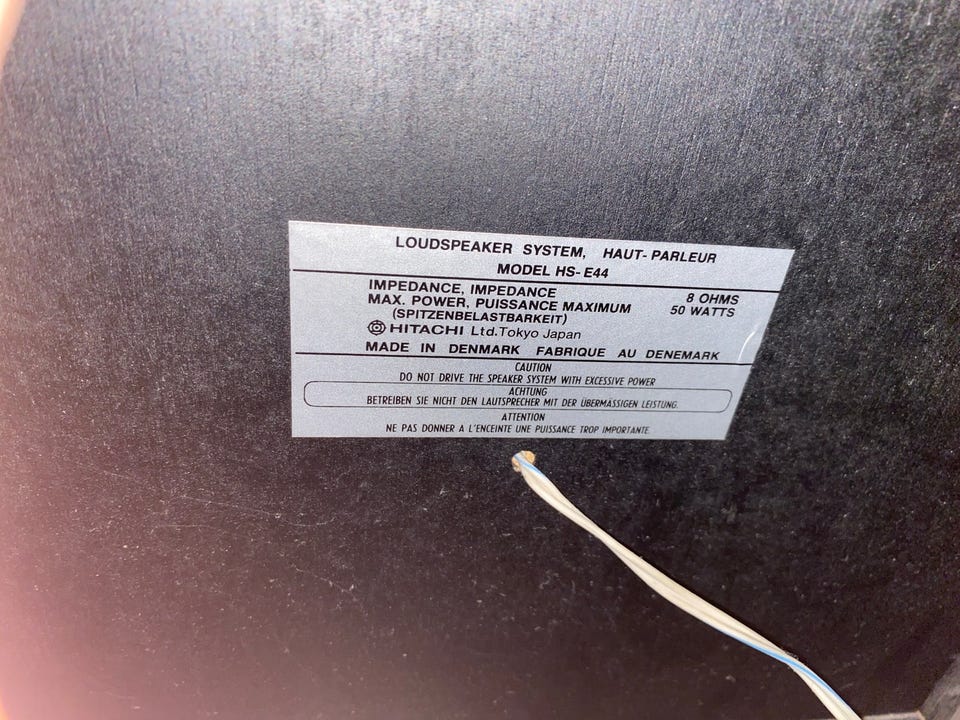 LOUDSPEAKER SYSTEM, HAUT-PARLEUR
MODEL HS-E44
IMPEDANCE, IMPEDANCE 8 OHMS
MAX. POWER, PUISSANCE MAXIMUM 50 WATTS
(SPITZENBELASTBARKEIT)
HITACHI Ltd. Tokyo Japan
MADE IN DENMARK FABRIQUE AU DENEMARK
CAUTION
DO NOT DRIVE THE SPEAKER SYSTEM WITH EXCESSIVE POWER
ACHTUNG
BETREIBEN SIE NICHT DEN LAUTSPRECHER MIT DER ÜBERMÄSSIGEN LEISTUNG.
ATTENTION
NE PAS DONNER A L'ENCEINTE UNE PUISSANCE TROP IMPORTANTE.